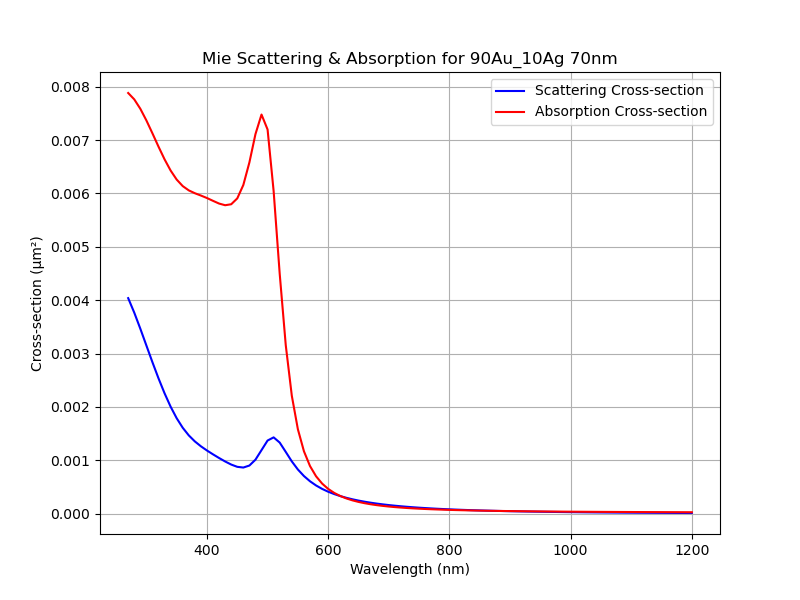 Mie Scattering & Absorption for 90Au_10Ag 70nm
Scattering Cross-section
Absorption Cross-section
Cross-section (μm²)
0.008
0.007
0.006
0.005
0.004
0.003
0.002
0.001
0.000
400 600 800 1000 1200
Wavelength (nm)